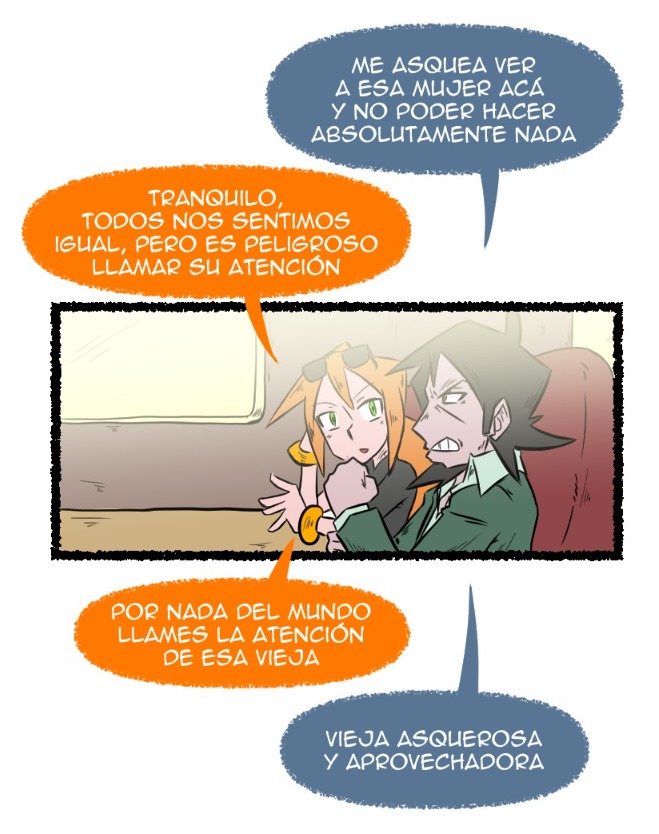 ME ASQUEA VER
A ESA MUJER ACÁ
Y NO PODER HACER
ABSOLUTAMENTE NADA
TRANQUILO,
TODOS NOS SENTIMOS
IGUAL, PERO ES PELIGROSO
LLAMAR SU ATENCIÓN
POR NADA DEL MUNDO
LLAMES LA ATENCIÓN
DE ESA VIEJA
VIEJA ASQUEROSA
Y APROVECHADORA